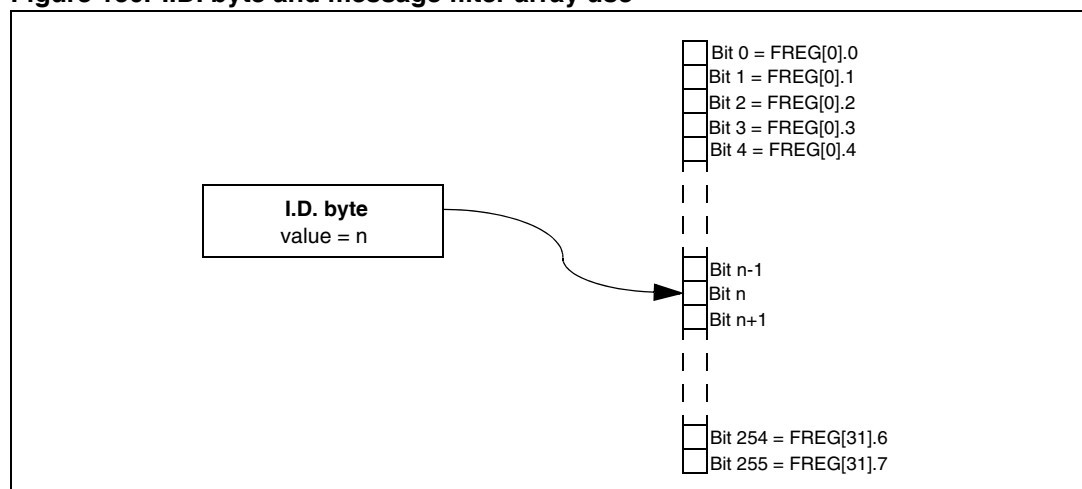 Bit 0 = FREG[0].0
Bit 1 = FREG[0].1
Bit 2 = FREG[0].2
Bit 3 = FREG[0].3
Bit 4 = FREG[0].4
I.D. byte
value = n
Bit n-1
Bit n
Bit n+1
Bit 254 = FREG[31].6
Bit 255 = FREG[31].7